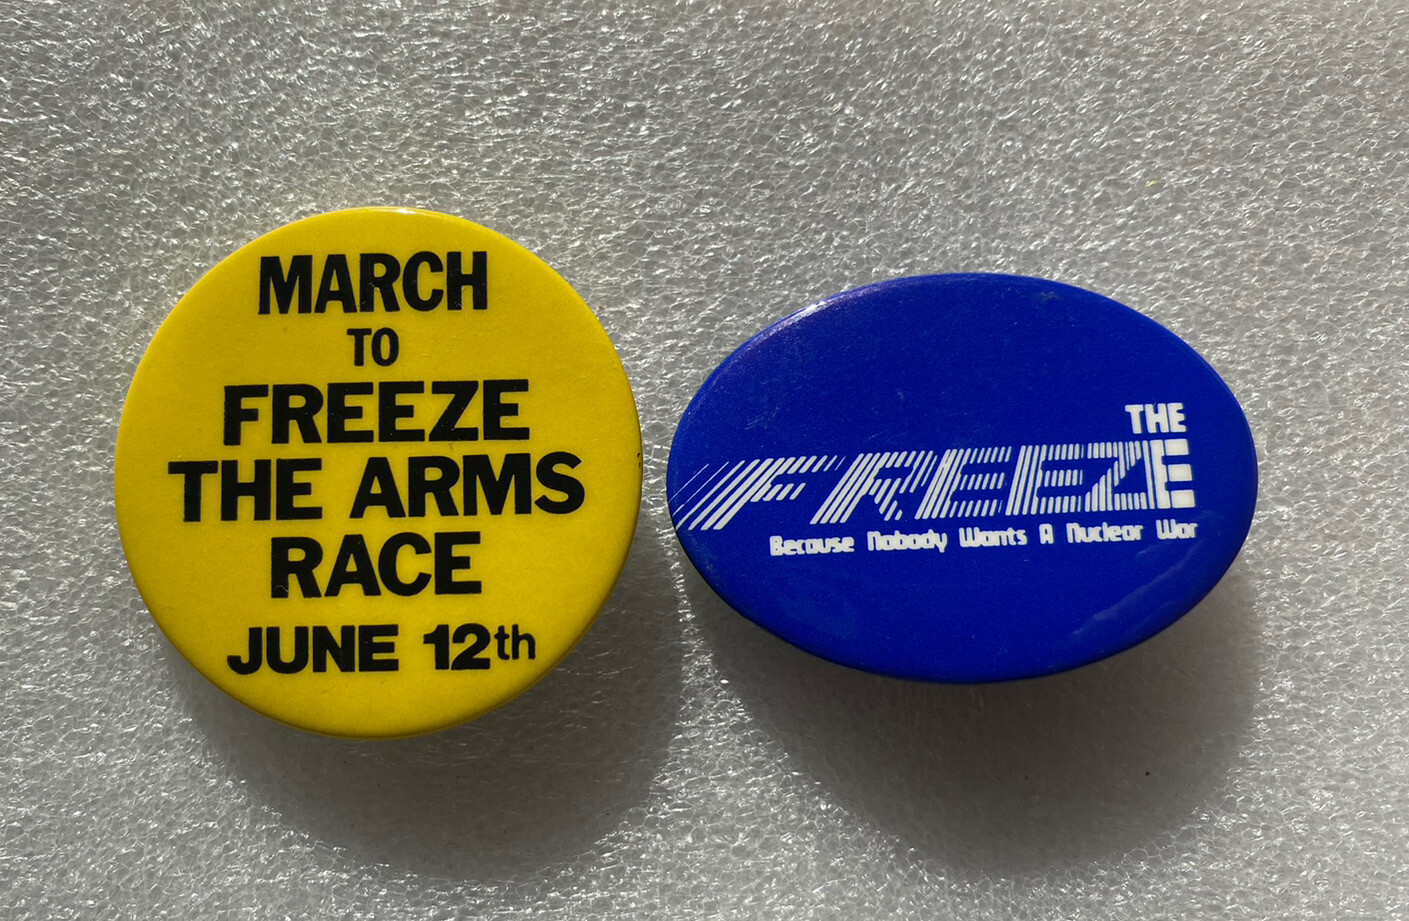 MARCH
TO
FREEZE
THE ARMS
RACE
JUNE 12th
THE
FREEZE
Because Nobody Wants A Nuclear War